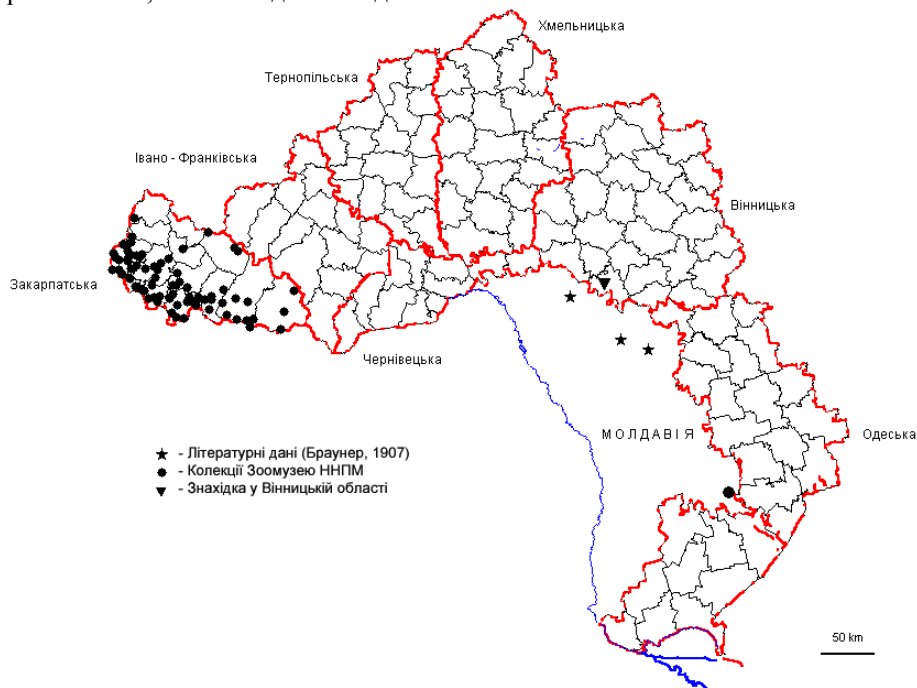 Хмельницька
Тернопільська
Івано - Франківська
Вінницька
Закарпатська
Чернівецька
МОЛДАВІЯ
Одеська
- Літературні дані (Браунер, 1907)
- Колекції Зоомузею ННПМ
- Знахідка у Вінницькій області
50 km